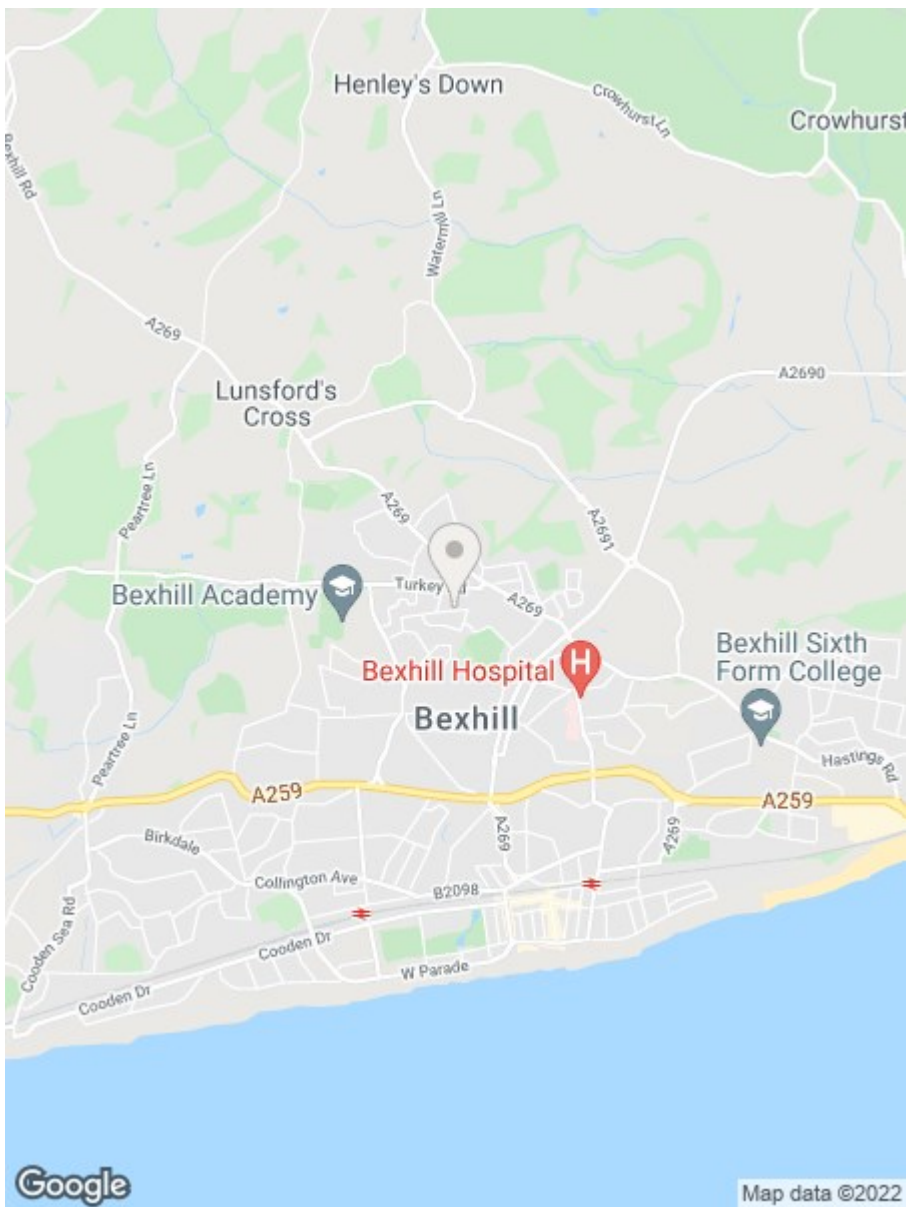 Henley's Down
Crowhurst Ln
Crowhurst
Bexhill Rd
Watermill Ln
A269
A2690
Lunsford's
Cross
Peartree Ln
A269
A2691
Turkey
Bexhill Academy
A269
Bexhill Hospital
H
Bexhill Sixth
Form College
Bexhill
Peartree Ln
Hastings Rd
A259
A259
Birkdale
A269
A269
Collington Ave
B2098
Cooden Sea Rd
Cooden Dr
W Parade
Cooden Dr
Google
Map data ©2022